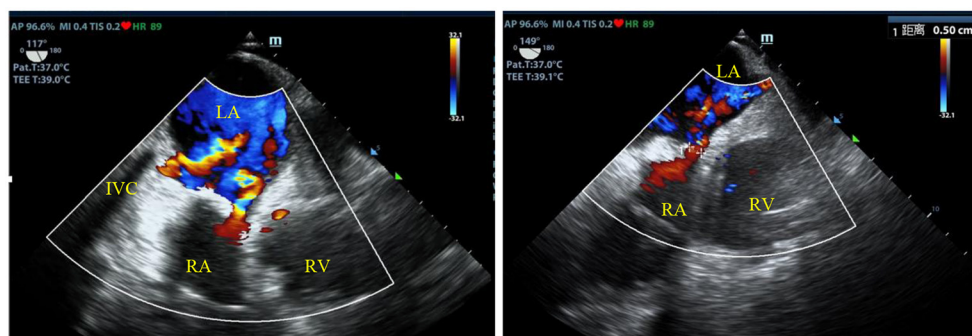 AP 96.6% MI 0.4 TIS 0.2 HR 89
117°
0 180
Pat.T:37.0°C
TEE T:39.0°C
m
32.1
-32.1
5
LA
IVC
RA
RV
AP 96.6% MI 0.4 TIS 0.2 HR 89
149°
0 180
Pat.T:37.0°C
TEE T:39.1°C
m
1 距离 0.50 cm
-32.1
5
10
LA
RA
RV